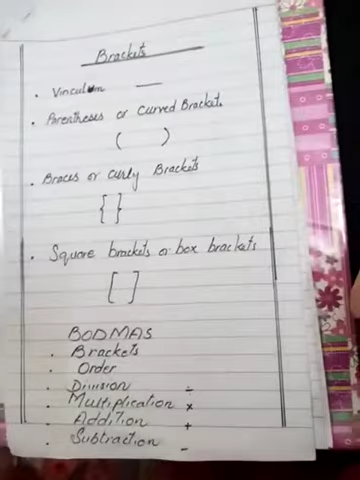 Brackets
. Vinculum —
. Parentheses or Curved Bracket.
( )
. Braces or curly Brackets
{ }
. Square brackets or box brackets
[ ]
BODMAS
. Brackets
. Order
. Division ÷
. Multiplication ×
. Addition +
. Subtraction -